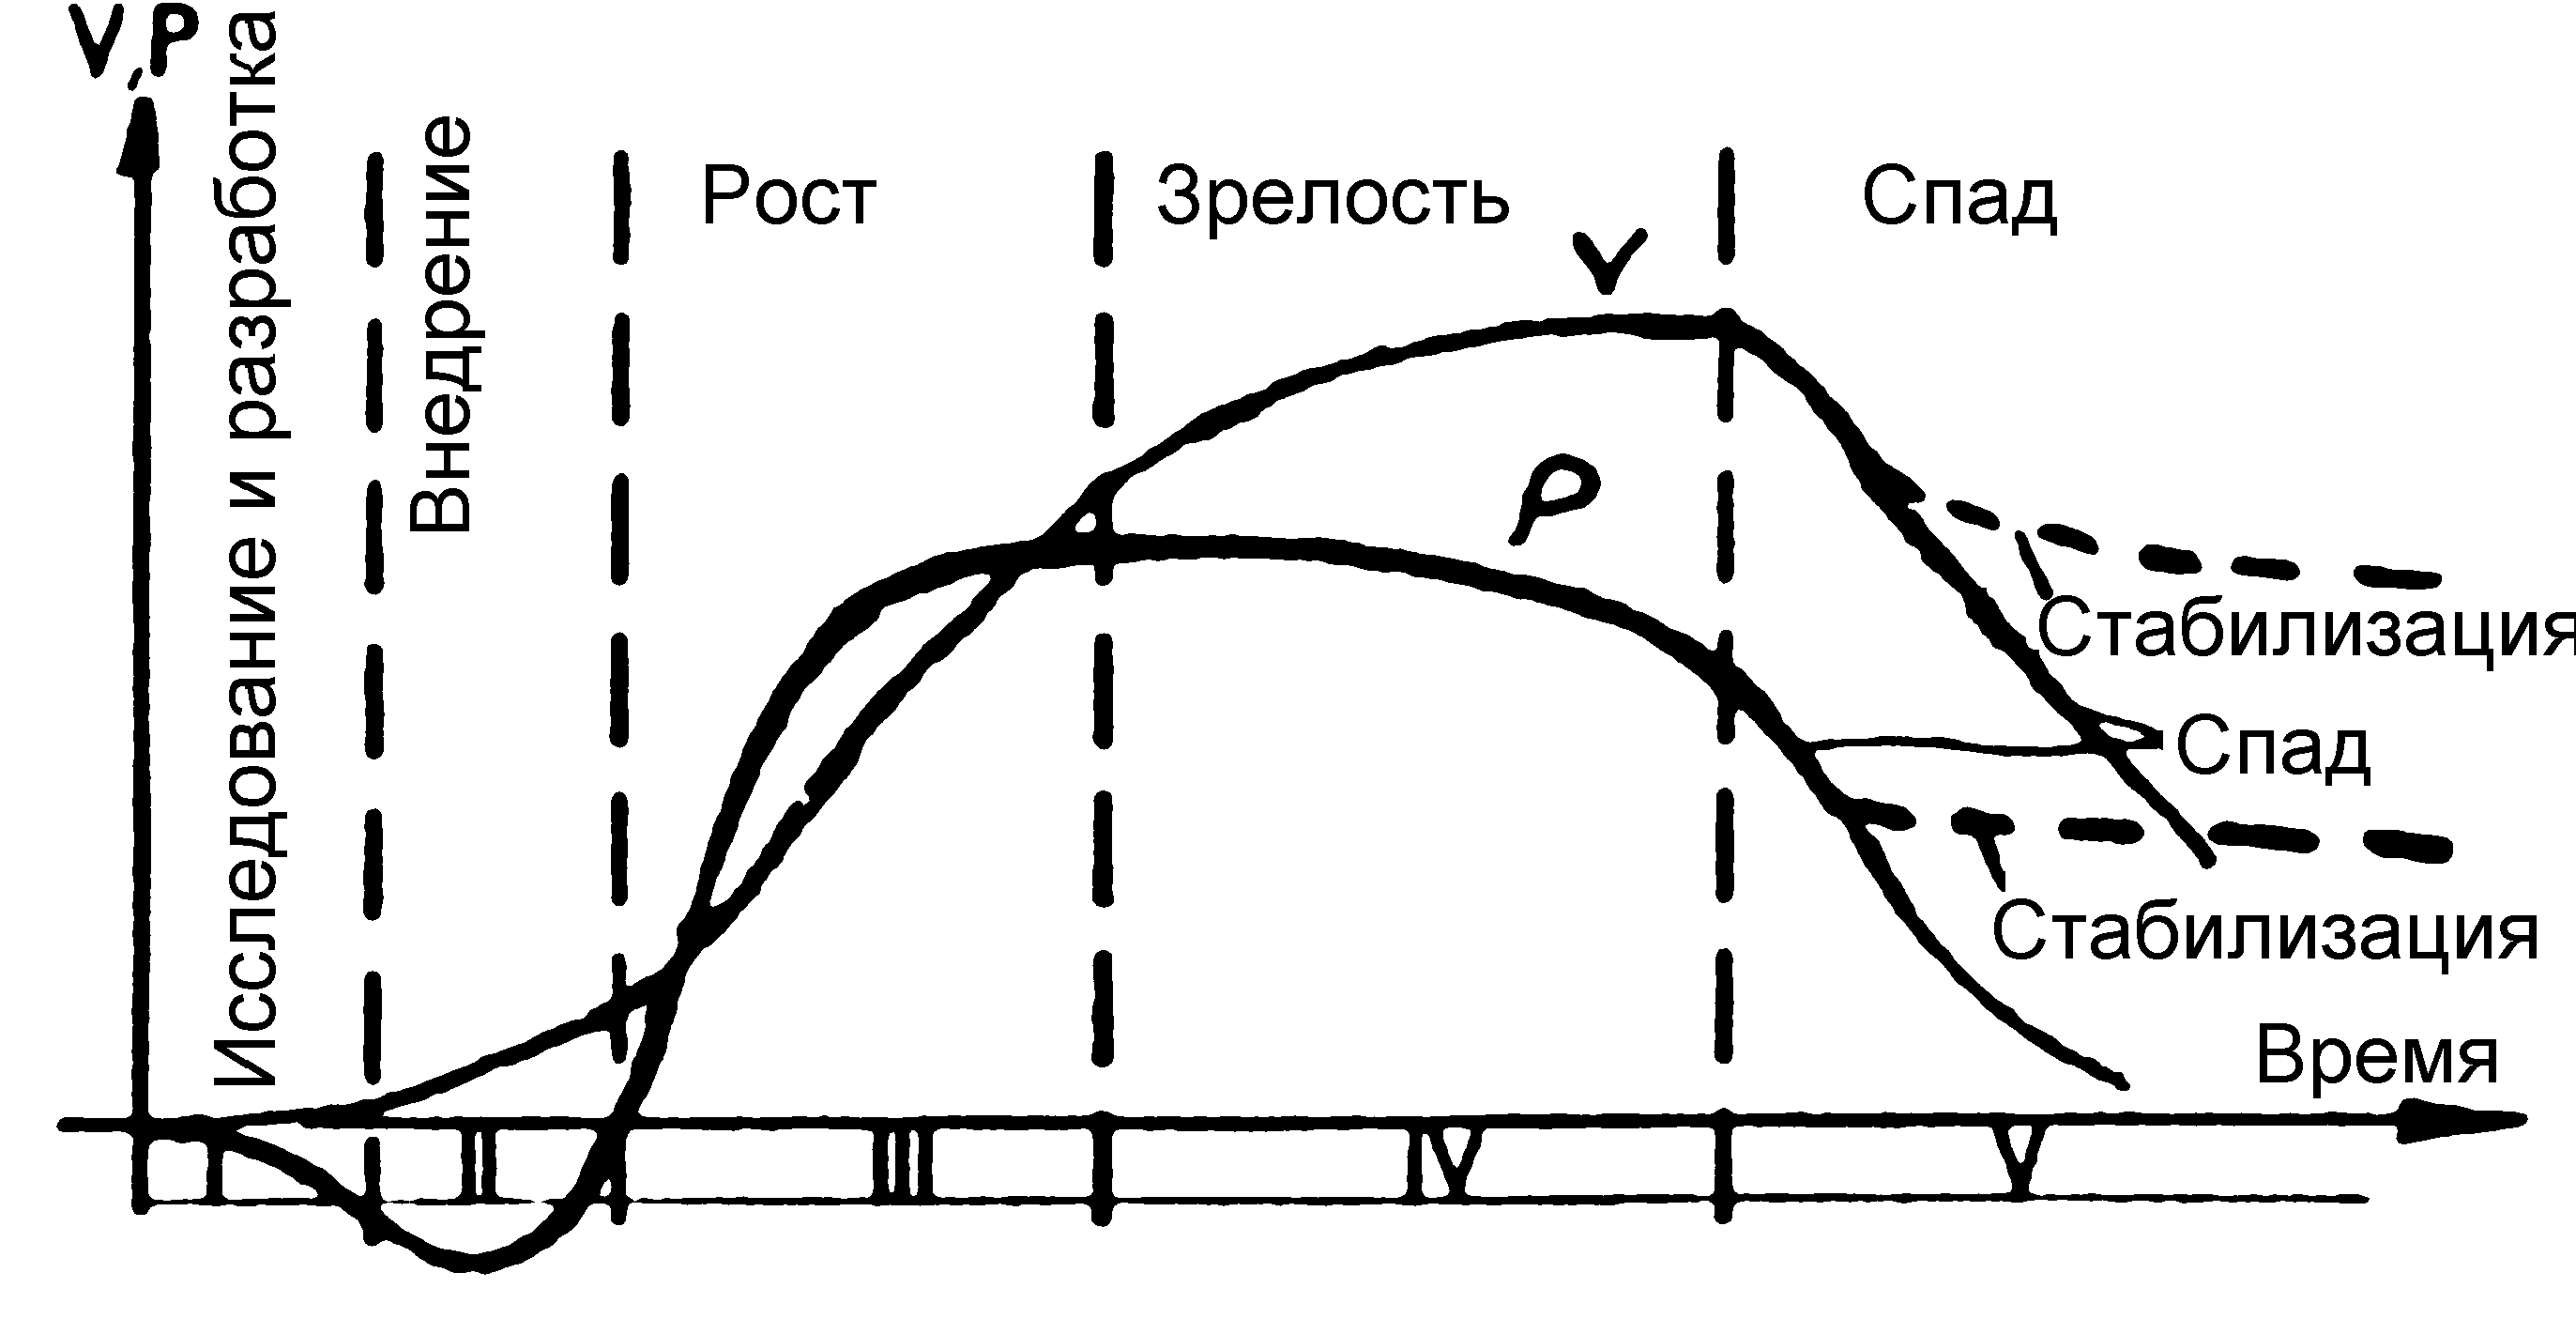 V,P
Исследование и разработка
Внедрение
Рост
Зрелость
Спад
V
P
Стабилизация
Спад
Стабилизация
Время
I
II
III
IV
V